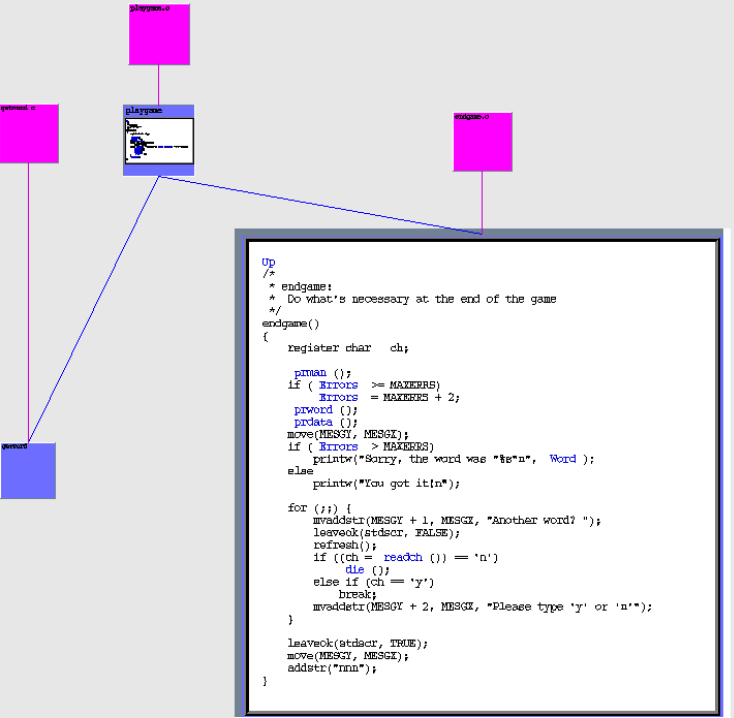 playgame.c
getword.c
playgame
endgame.c
Up
/*
* endgame:
* Do what's necessary at the end of the game
*/
endgame()
{
register char ch;
prman ();
if ( Errors >= MAXERRS)
Errors = MAXERRS + 2;
prword ();
prdata ();
move(MESGY, MESGX);
if ( Errors > MAXERRS)
printw("Sorry, the word was "%s"n", Word );
else
printw("You got it!n");
for (;;) {
mvaddstr(MESGY + 1, MESGX, "Another word? ");
leaveok(stdscr, FALSE);
refresh();
if ((ch = readch ()) == 'n')
die ();
else if (ch == 'y')
break;
mvaddstr(MESGY + 2, MESGX, "Please type 'y' or 'n'");
}
leaveok(stdscr, TRUE);
move(MESGY, MESGX);
addstr("nnn");
}
getword